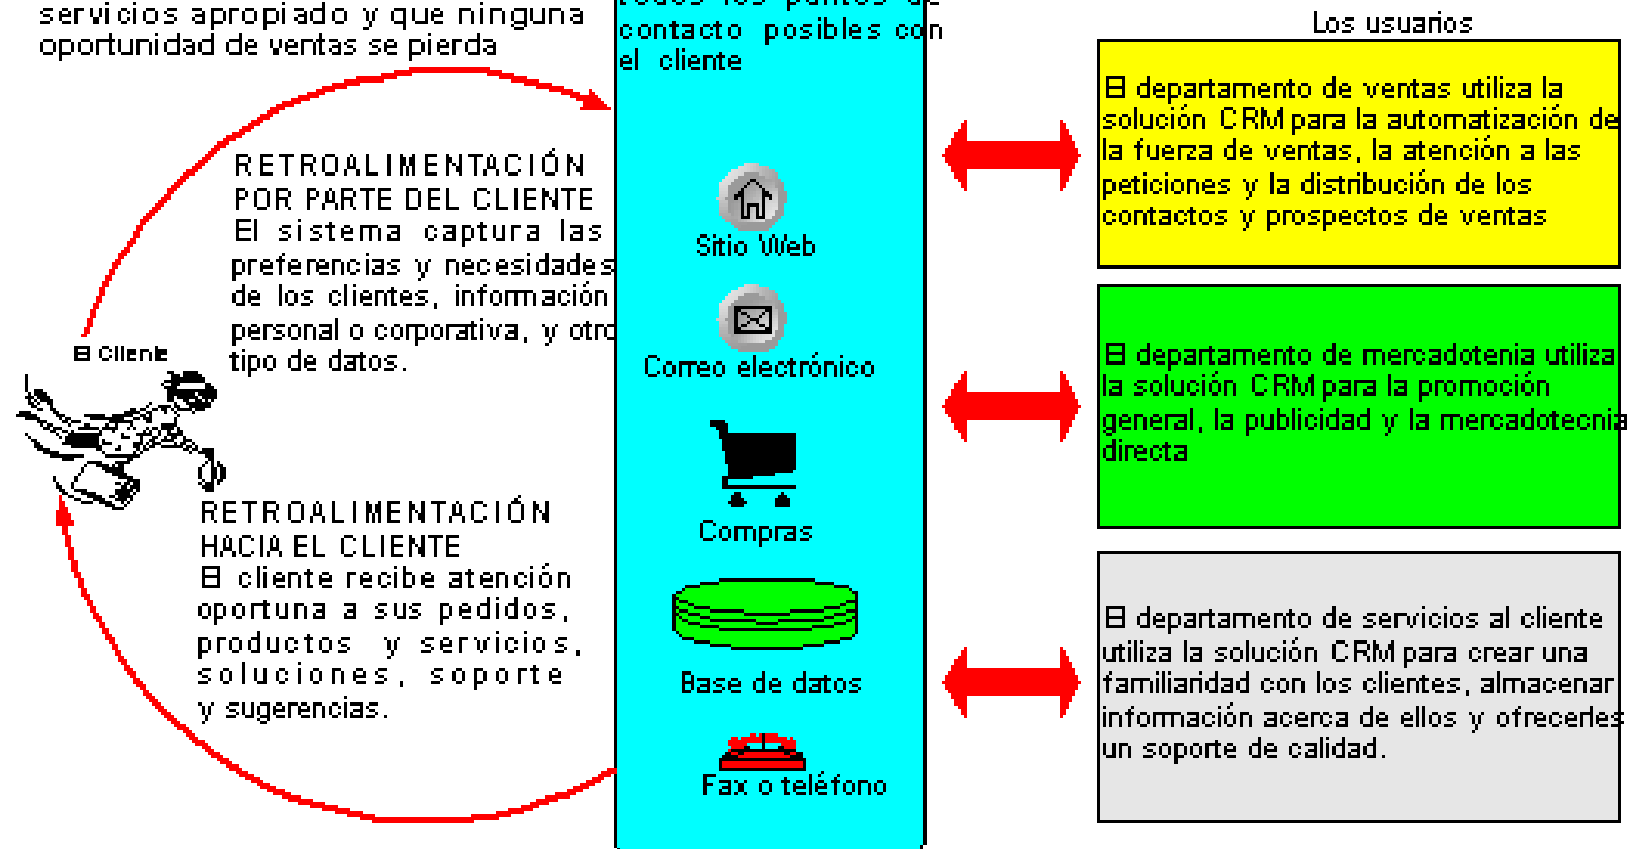 servicios apropiado y que ninguna
oportunidad de ventas se pierda
RETROALIMENTACIÓN
POR PARTE DEL CLIENTE
El sistema captura las
preferencias y necesidades
de los clientes, información
personal o corporativa, y otro
tipo de datos.
El Cliente
RETROALIMENTACIÓN
HACIA EL CLIENTE
El cliente recibe atención
oportuna a sus pedidos,
productos y servicios,
soluciones, soporte
y sugerencias.
todos los puntos de
contacto posibles con
el cliente
Sitio Web
Correo electrónico
Compras
Base de datos
Fax o teléfono
Los usuarios
El departamento de ventas utiliza la
solución CRM para la automatización de
la fuerza de ventas, la atención a las
peticiones y la distribución de los
contactos y prospectos de ventas
El departamento de mercadotenia utiliza
la solución CRM para la promoción
general, la publicidad y la mercadotecnia
directa
El departamento de servicios al cliente
utiliza la solución CRM para crear una
familiaridad con los clientes, almacenar
información acerca de ellos y ofrecerles
un soporte de calidad.